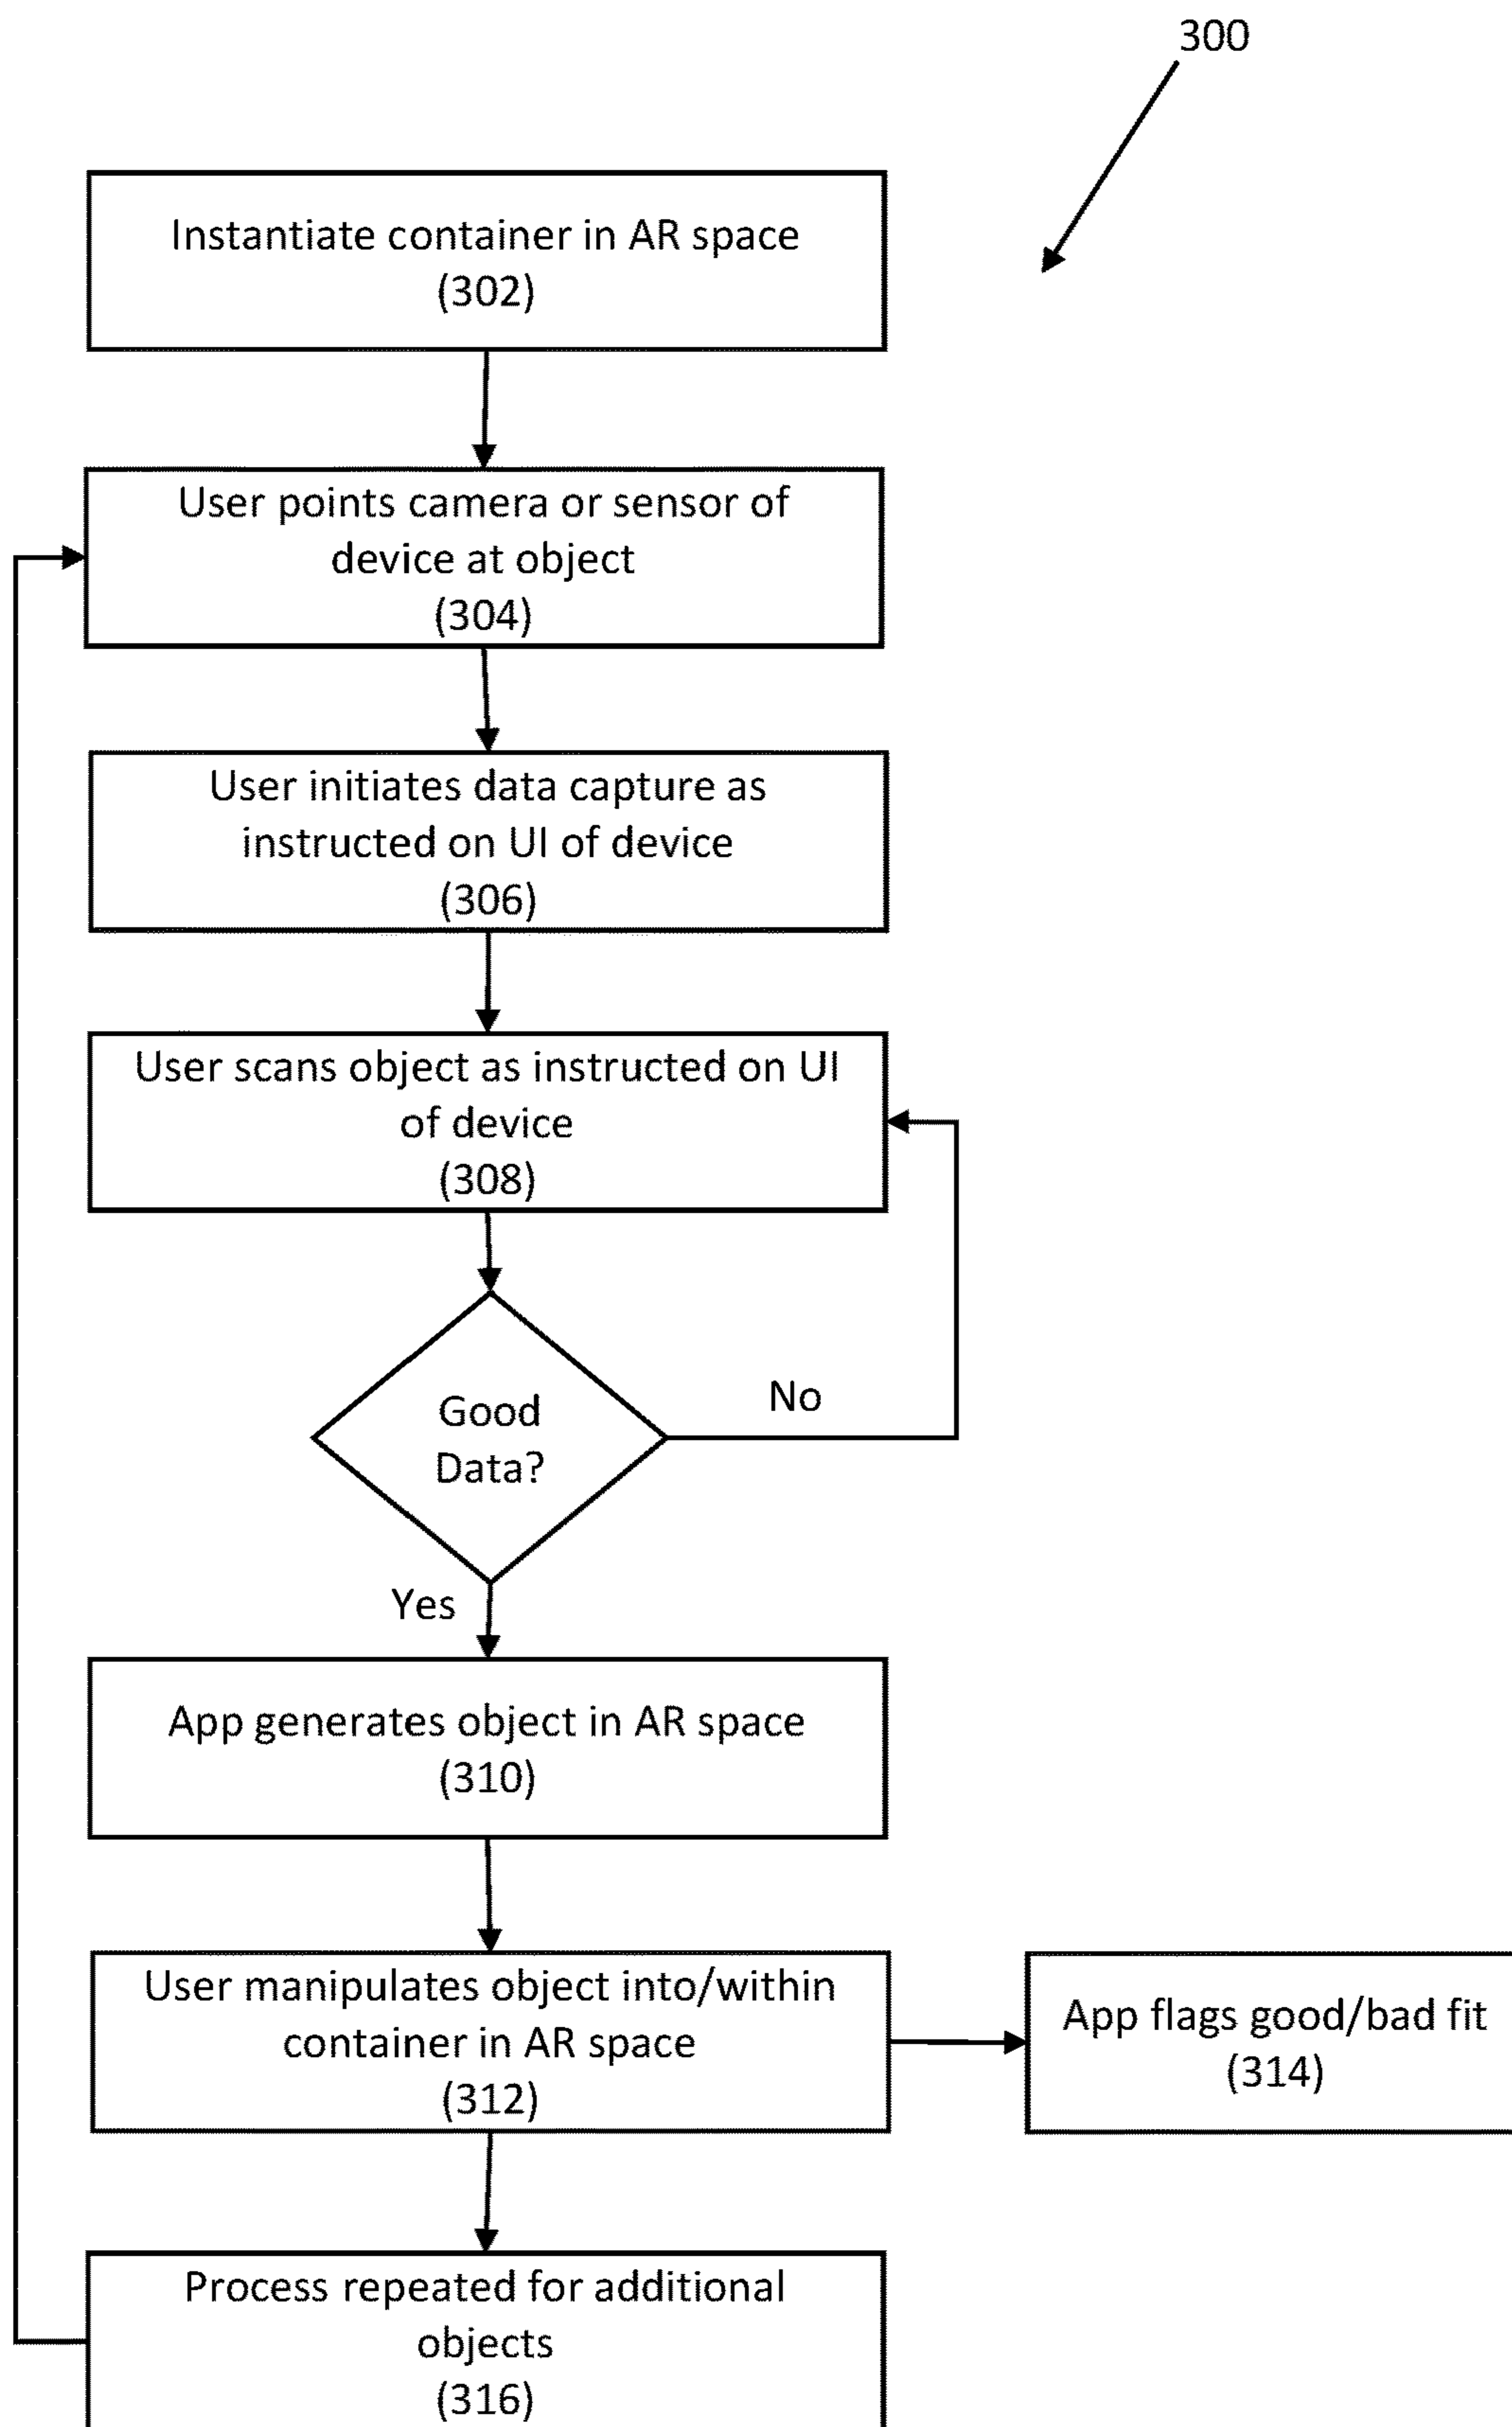 300
Instantiate container in AR space
(302)
User points camera or sensor of
device at object
(304)
User initiates data capture as
instructed on UI of device
(306)
User scans object as instructed on UI
of device
(308)
Good
Data?
No
Yes
App generates object in AR space
(310)
User manipulates object into/within
container in AR space
(312)
App flags good/bad fit
(314)
Process repeated for additional
objects
(316)